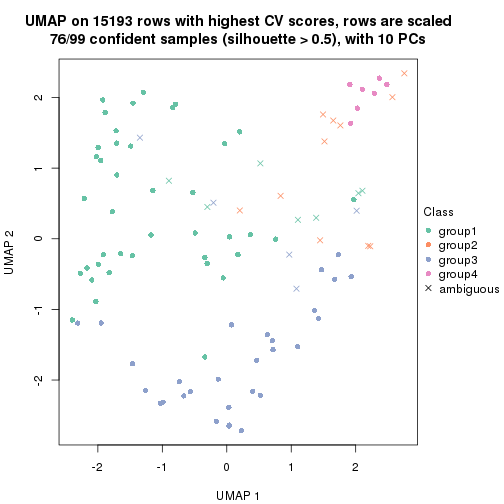 UMAP on 15193 rows with highest CV scores, rows are scaled
76/99 confident samples (silhouette > 0.5), with 10 PCs
2
1
0
-1
-2
UMAP 2
-2
-1
0
1
2
UMAP 1
Class
group1
group2
group3
group4
ambiguous